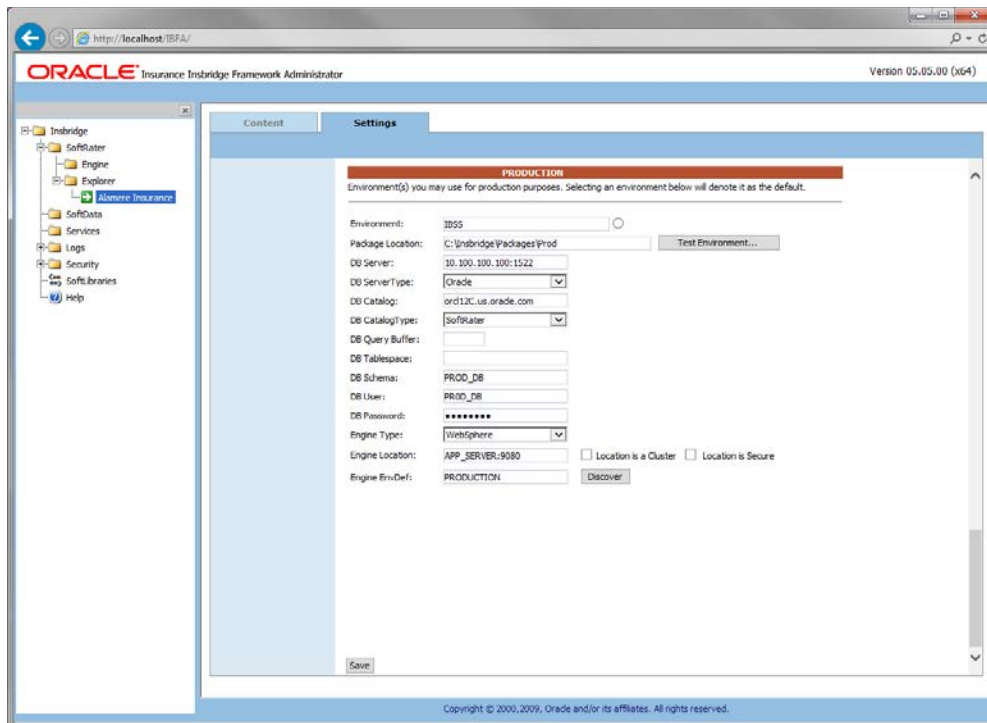 http://localhost/IBFA/
ORACLE Insurance Insbridge Framework Administrator
Version 05.05.00 (x64)
Insbridge
SoftRater
Engine
Explorer
Alamere Insurance
SoftData
Services
Logs
Security
SoftLibraries
Help
Content
Settings
PRODUCTION
Environment(s) you may use for production purposes. Selecting an environment below will denote it as the default.
Environment: IBSS
Package Location: C:\Insbridge\Packages\Prod Test Environment...
DB Server: 10.100.100.100:1522
DB ServerType: Oracle
DB Catalog: orcl12C.us.orade.com
DB CatalogType: SoftRater
DB Query Buffer:
DB Tablespace:
DB Schema: PROD_DB
DB User: PROD_DB
DB Password: ••••••••
Engine Type: WebSphere
Engine Location: APP_SERVER:9080 Location is a Cluster Location is Secure
Engine EnvDef: PRODUCTION Discover
Save
Copyright © 2000,2009, Oracle and/or its affiliates. All rights reserved.